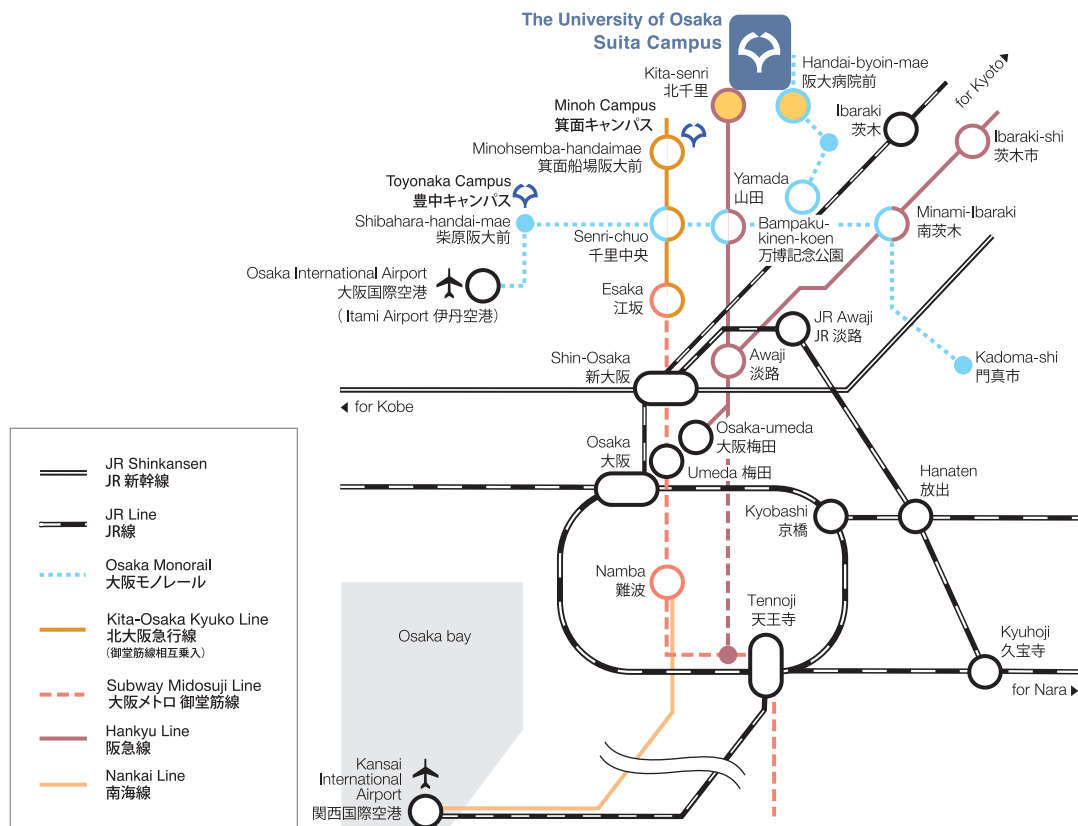 The University of Osaka
Suita Campus
Kita-senri
北千里
Handai-byoin-mae
阪大病院前
for Kyoto
Minoh Campus
箕面キャンパス
Ibaraki
茨木
Minohsemba-handaimae
箕面船場阪大前
Ibaraki-shi
茨木市
Toyonaka Campus
豊中キャンパス
Yamada
山田
Shibahara-handai-mae
柴原阪大前
Senri-chuo
千里中央
Bampaku-
kinen-koen
万博記念公園
Minami-Ibaraki
南茨木
Osaka International Airport
大阪国際空港
( Itami Airport 伊丹空港)
Esaka
江坂
JR Awaji
JR 淡路
Shin-Osaka
新大阪
Awaji
淡路
Kadoma-shi
門真市
for Kobe
Osaka
大阪
Osaka-umeda
大阪梅田
Umeda 梅田
Hanaten
放出
Kyobashi
京橋
Namba
難波
Tennoji
天王寺
Osaka bay
Kyuhoji
久宝寺
for Nara
Kansai
International
Airport
関西国際空港
JR Shinkansen
JR 新幹線
JR Line
JR線
Osaka Monorail
大阪モノレール
Kita-Osaka Kyuko Line
北大阪急行線
(御堂筋線相互乗入)
Subway Midosuji Line
大阪メトロ 御堂筋線
Hankyu Line
阪急線
Nankai Line
南海線